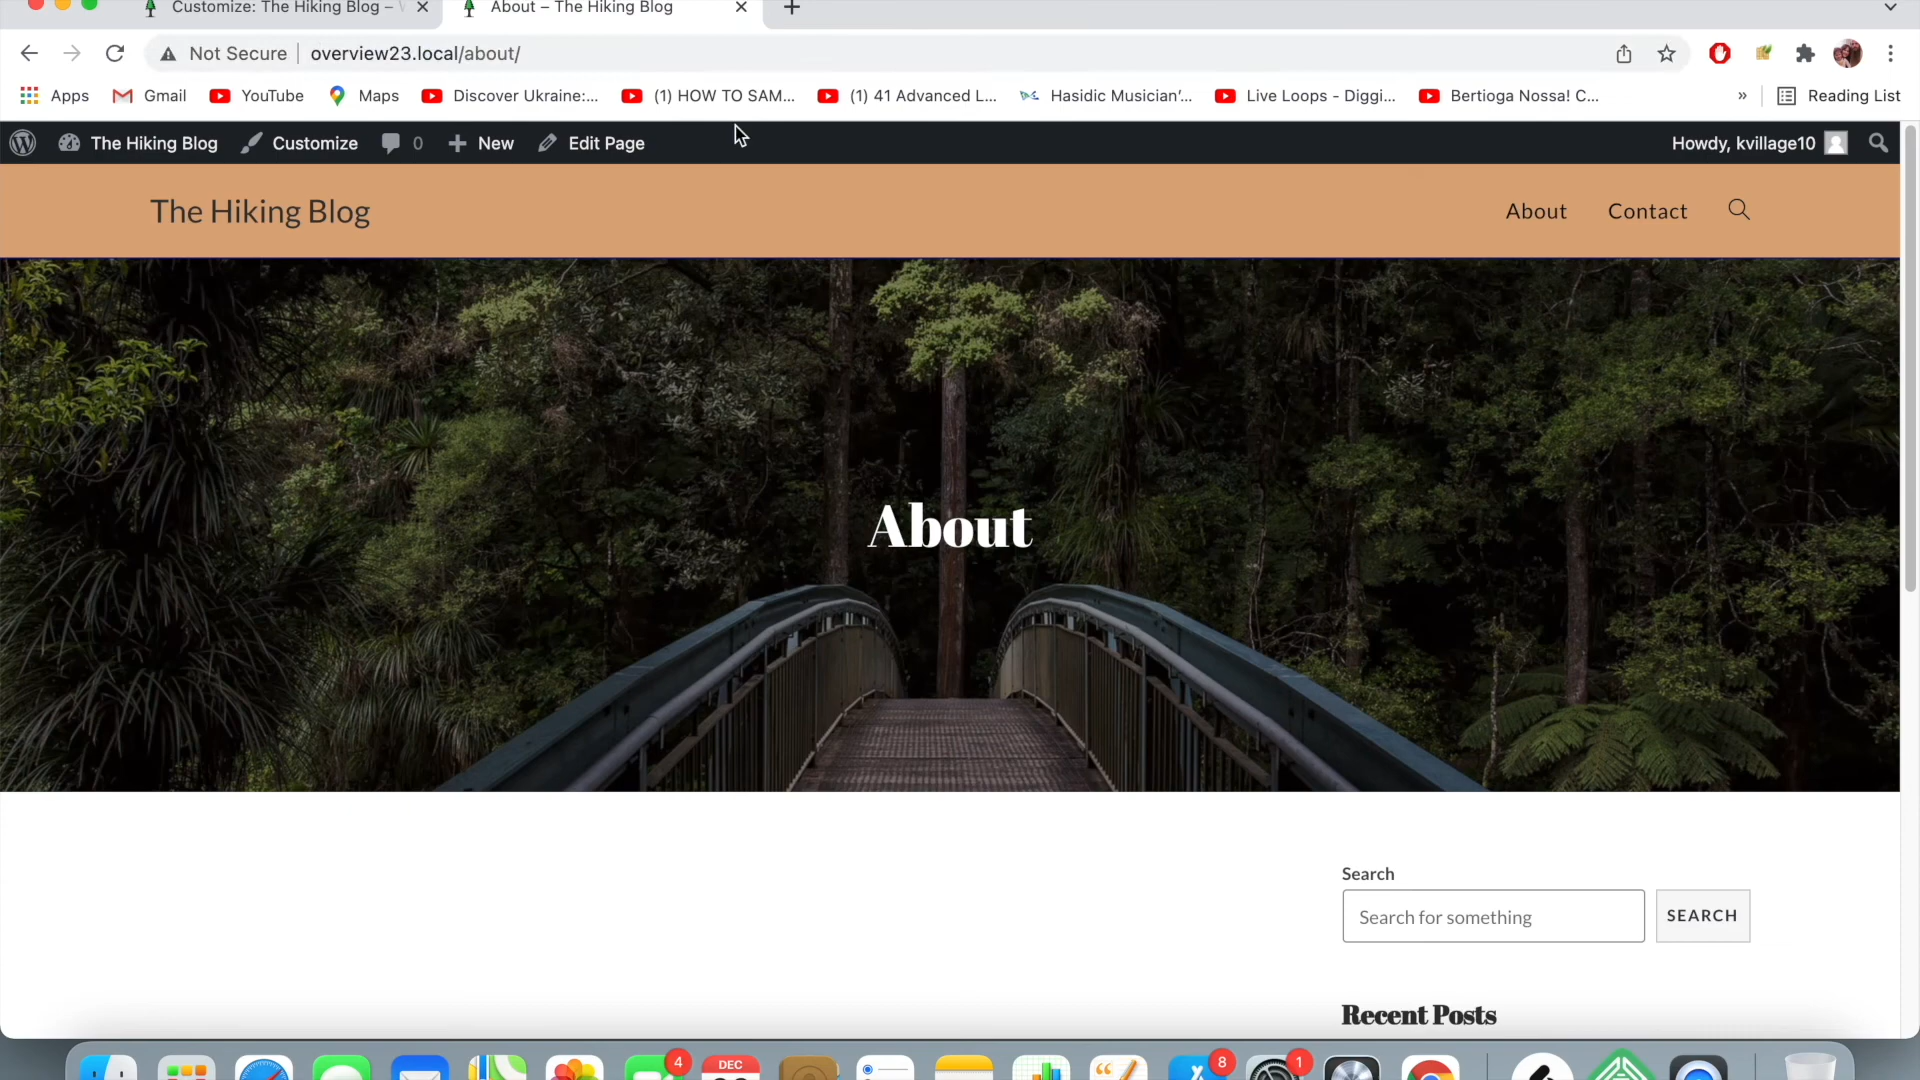 Customize: The Hiking Blog –
About – The Hiking Blog
Not Secure
overview23.local/about/
Apps
Gmail
YouTube
Maps
Discover Ukraine:...
(1) HOW TO SAM...
(1) 41 Advanced L...
Hasidic Musician'...
Live Loops - Diggi...
Bertioga Nossa! C...
»
Reading List
The Hiking Blog
Customize
0
New
Edit Page
Howdy, kvillage10
The Hiking Blog
About
Contact
About
Search
Search for something
SEARCH
Recent Posts
4
DEC
8
1